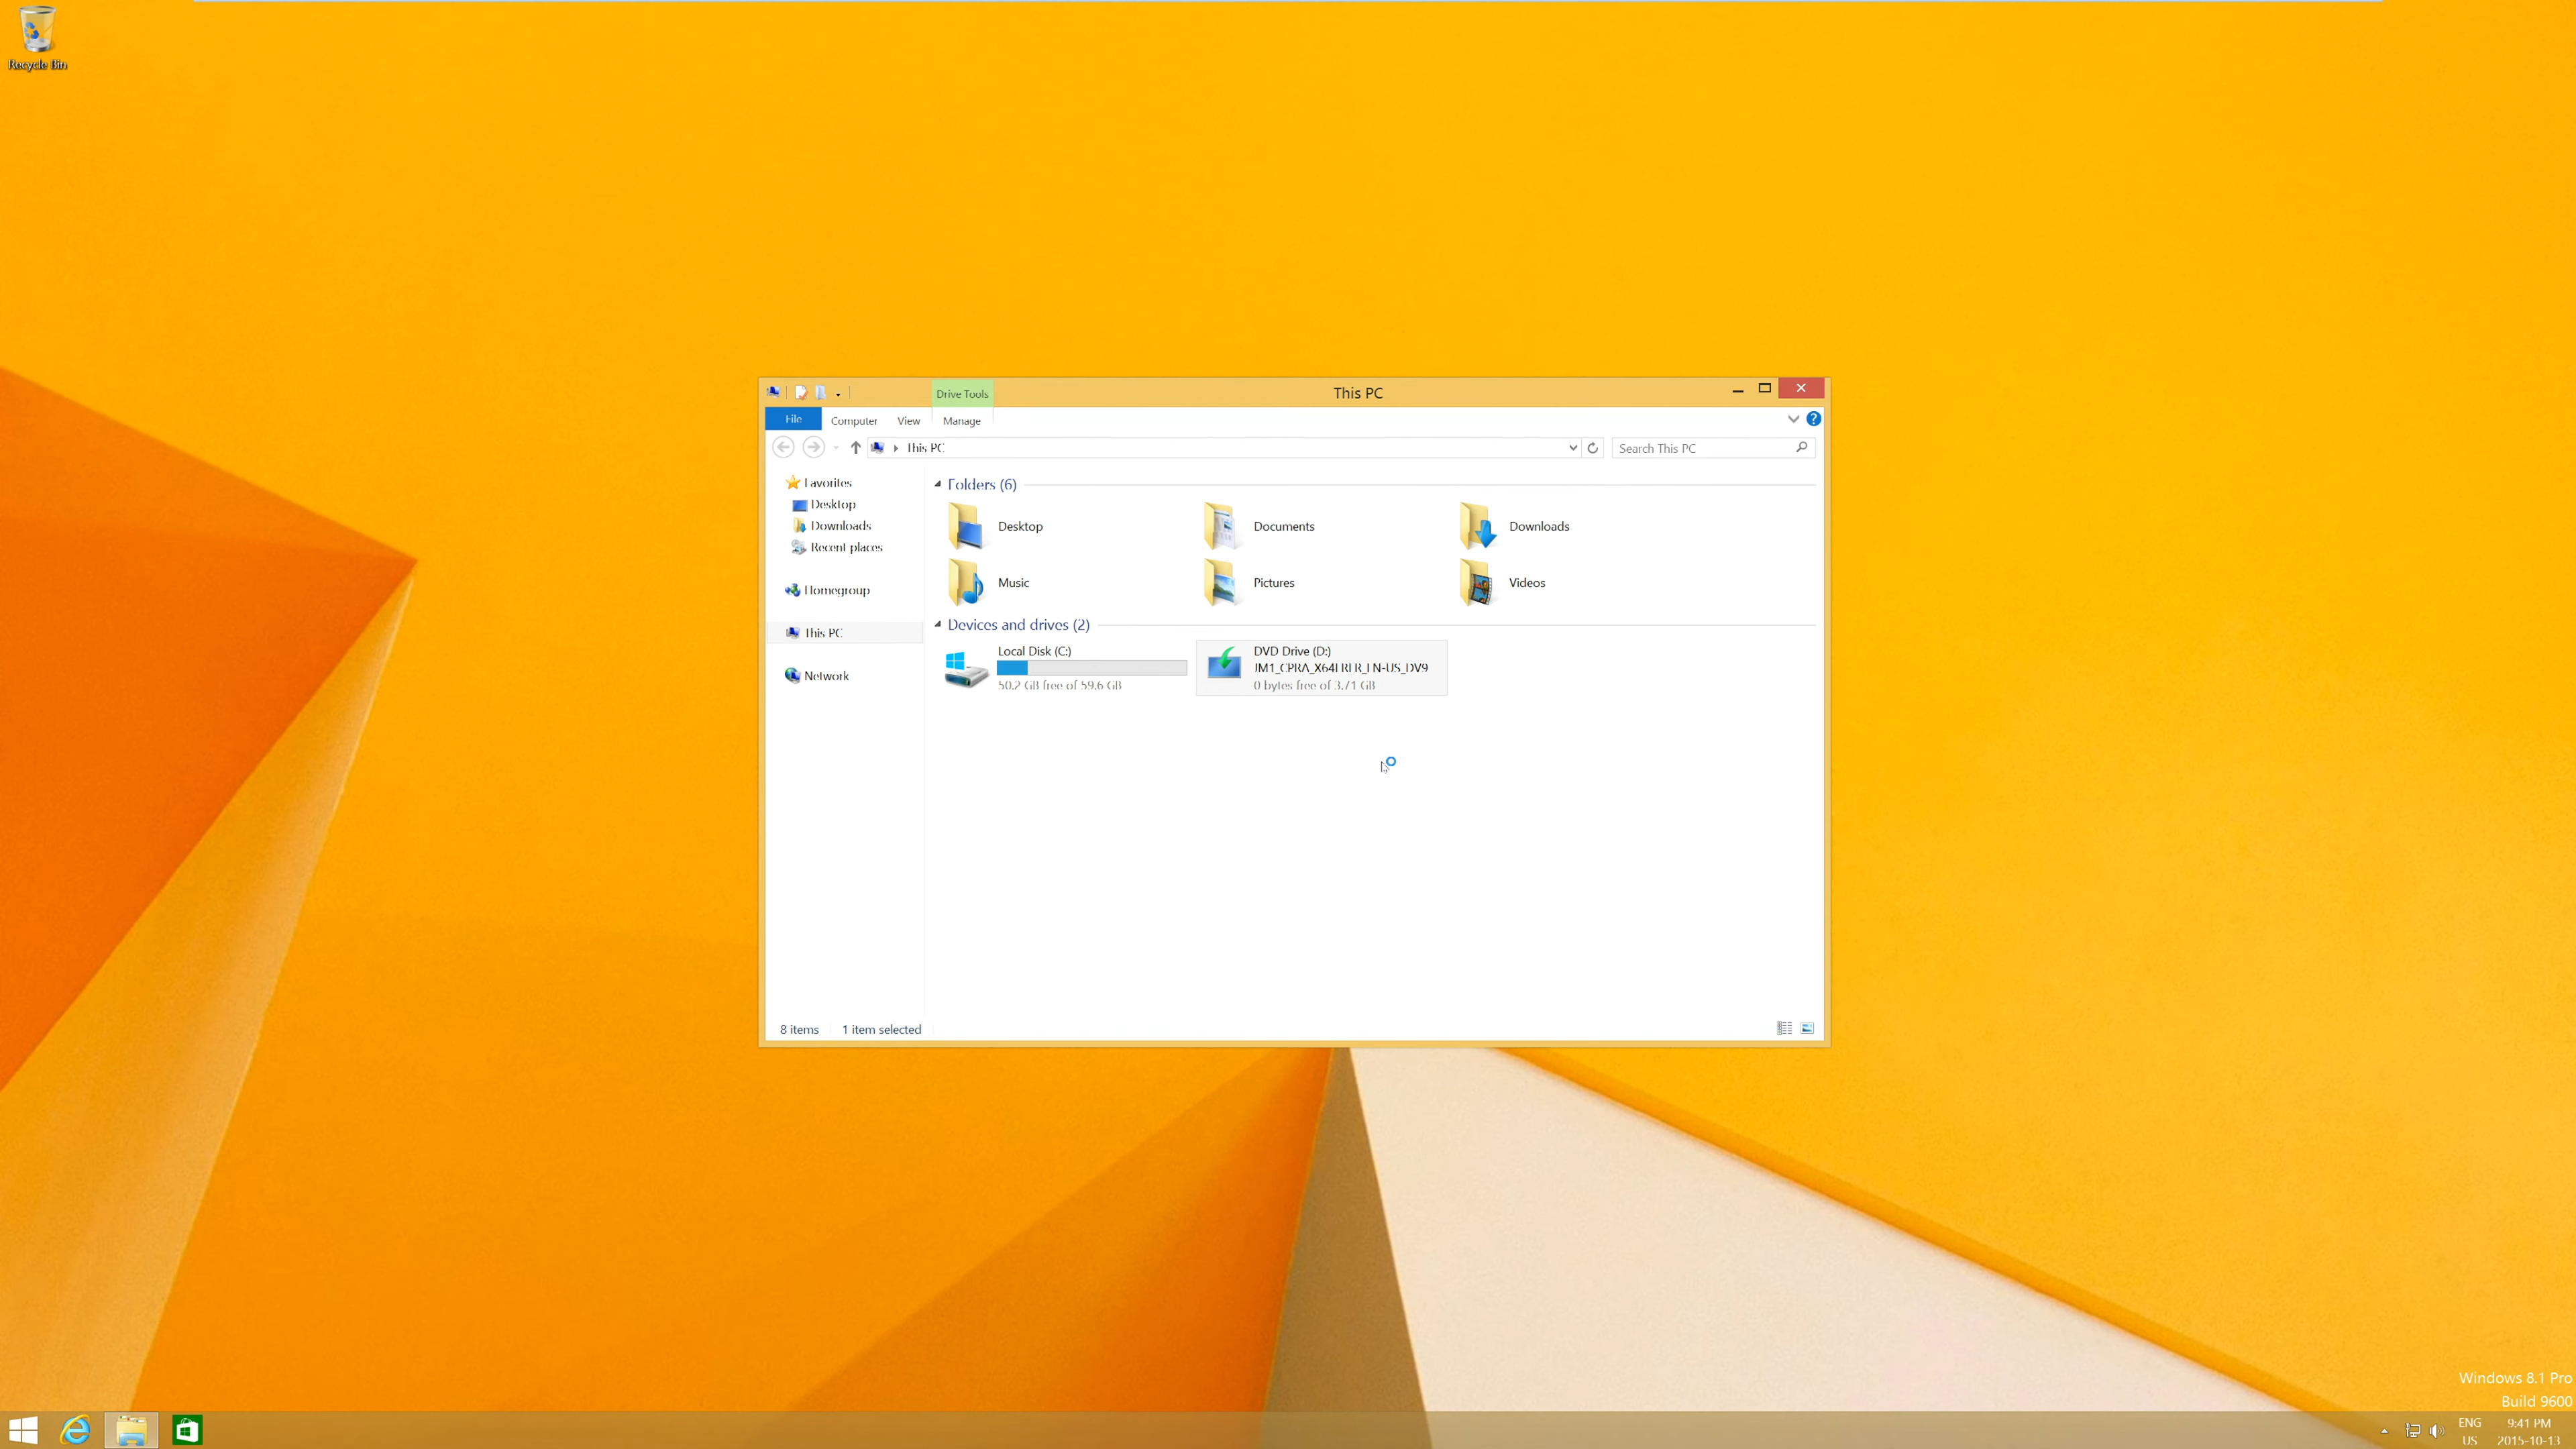 Recycle Bin
Drive Tools
This PC
File
Computer
View
Manage
This PC
Search This PC
Favorites
Desktop
Downloads
Recent places
Homegroup
This PC
Network
Folders (6)
Desktop
Documents
Downloads
Music
Pictures
Videos
Devices and drives (2)
Local Disk (C:)
50.2 GB free of 59.6 GB
DVD Drive (D:)
JM1_CPRA_X64FRER_EN-US_DV9
0 bytes free of 3.71 GB
8 items
1 item selected
Windows 8.1 Pro
Build 9600
ENG
US
9:41 PM
2015-10-13